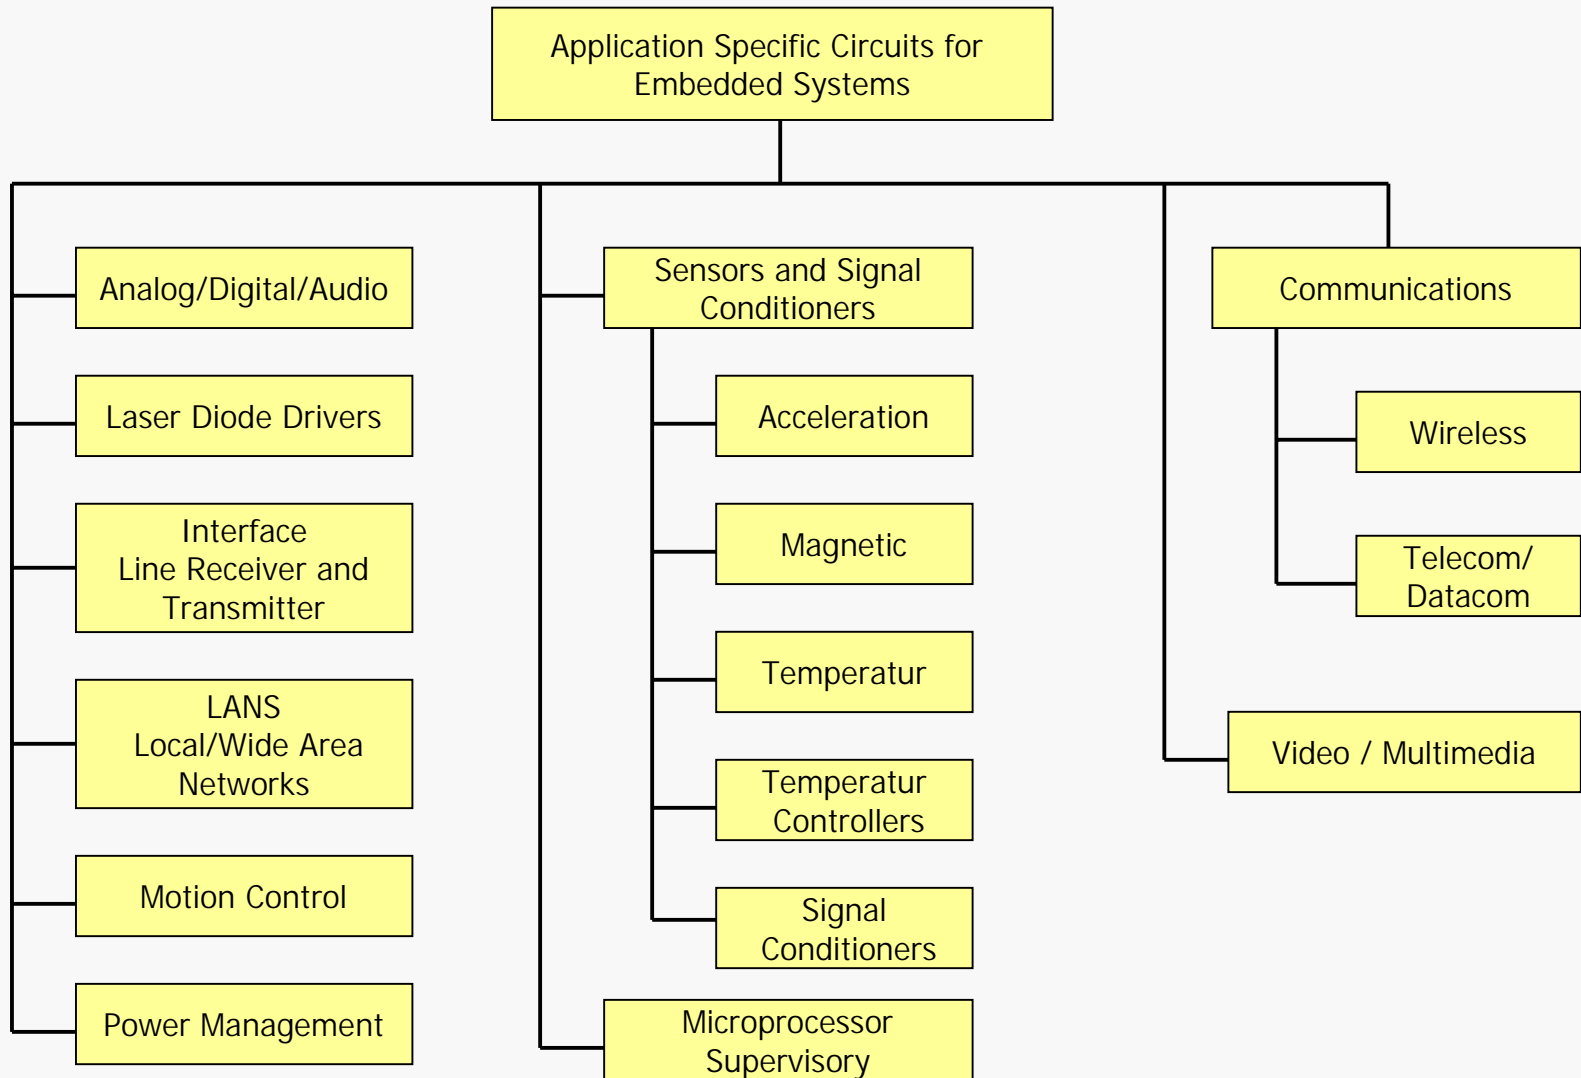 Application Specific Circuits for
Embedded Systems
Analog/Digital/Audio
Laser Diode Drivers
Interface
Line Receiver and
Transmitter
LANS
Local/Wide Area
Networks
Motion Control
Power Management
Sensors and Signal
Conditioners
Acceleration
Magnetic
Temperatur
Temperatur
Controllers
Signal
Conditioners
Microprocessor
Supervisory
Communications
Wireless
Telecom/
Datacom
Video / Multimedia